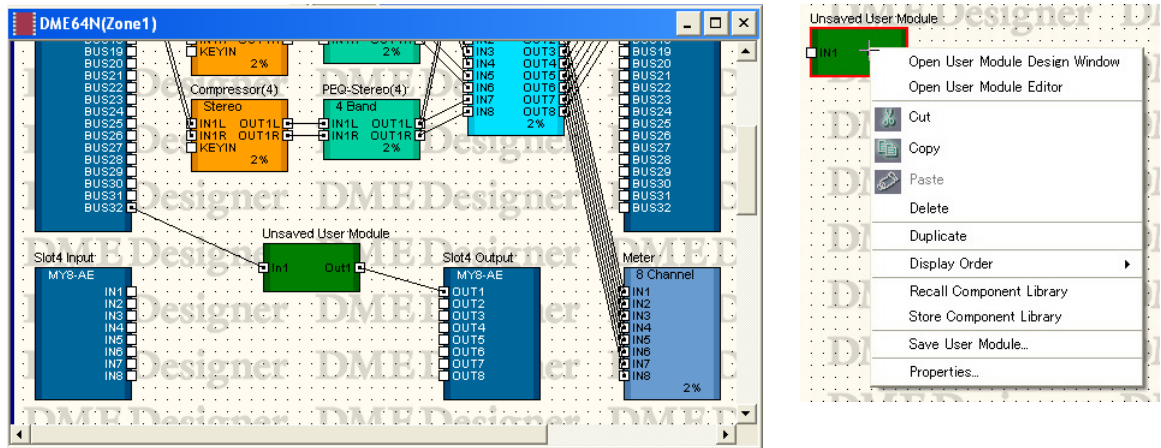 DME64N(Zone1)
BUS19
BUS20
BUS21
BUS22
BUS23
BUS24
BUS25
BUS26
BUS27
BUS28
BUS29
BUS30
BUS31
BUS32
KEYIN
2%
2%
IN3 OUT3
IN4 OUT4
IN5 OUT5
IN6 OUT6
IN7 OUT7
IN8 OUT8
2%
BUS19
BUS20
BUS21
BUS22
BUS23
BUS24
BUS25
BUS26
BUS27
BUS28
BUS29
BUS30
BUS31
BUS32
Compressor(4)
Stereo
IN1L OUT1L
IN1R OUT1R
KEYIN
2%
PEQ-Stereo(4)
4 Band
IN1L OUT1L
IN1R OUT1R
2%
Unsaved User Module
In1 Out1
Slot4 Input
MY8-AE
IN1
IN2
IN3
IN4
IN5
IN6
IN7
IN8
Slot4 Output
MY8-AE
OUT1
OUT2
OUT3
OUT4
OUT5
OUT6
OUT7
OUT8
Meter
8 Channel
IN1
IN2
IN3
IN4
IN5
IN6
IN7
IN8
2%
DME Designer
Unsaved User Module
IN1
Open User Module Design Window
Open User Module Editor
Cut
Copy
Paste
Delete
Duplicate
Display Order
Recall Component Library
Store Component Library
Save User Module...
Properties...